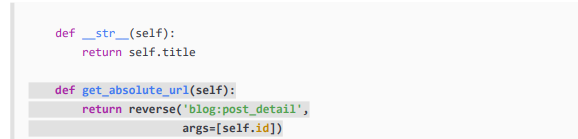 def __str__(self):
return self.title
def get_absolute_url(self):
return reverse('blog:post_detail',
args=[self.id])